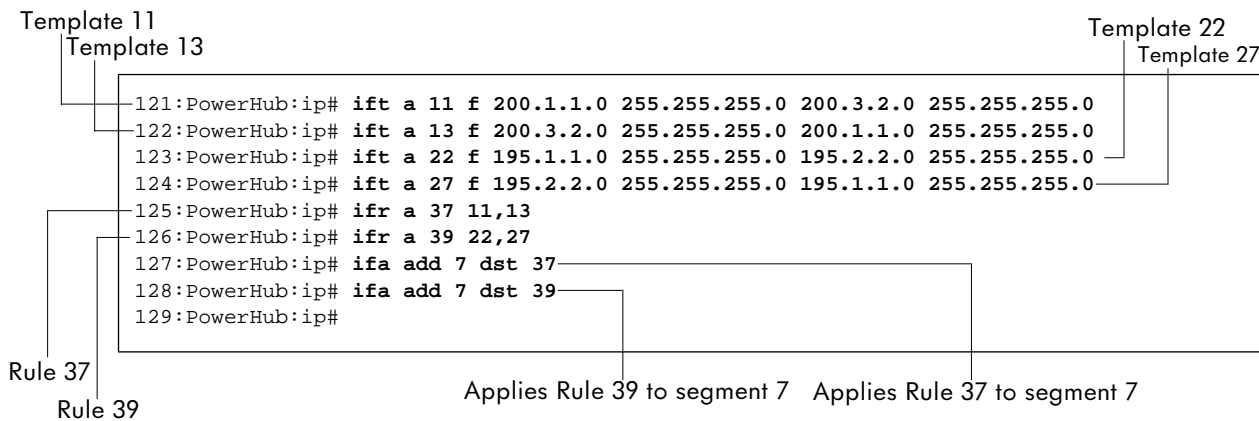 Template 11
Template 13
Template 22
Template 27
121:PowerHub:ip# ift a 11 f 200.1.1.0 255.255.255.0 200.3.2.0 255.255.255.0
122:PowerHub:ip# ift a 13 f 200.3.2.0 255.255.255.0 200.1.1.0 255.255.255.0
123:PowerHub:ip# ift a 22 f 195.1.1.0 255.255.255.0 195.2.2.0 255.255.255.0
124:PowerHub:ip# ift a 27 f 195.2.2.0 255.255.255.0 195.1.1.0 255.255.255.0
125:PowerHub:ip# ifr a 37 11,13
126:PowerHub:ip# ifr a 39 22,27
127:PowerHub:ip# ifa add 7 dst 37
128:PowerHub:ip# ifa add 7 dst 39
129:PowerHub:ip#
Rule 37
Rule 39
Applies Rule 39 to segment 7
Applies Rule 37 to segment 7